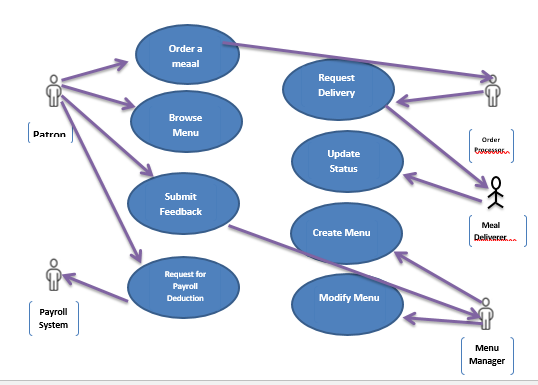 Order a
meaal
Request
Delivery
Browse
Menu
Patron
Order
Processor
Update
Status
Submit
Feedback
Meal
Deliverer
Create Menu
Request for
Payroll
Deduction
Modify Menu
Payroll
System
Menu
Manager